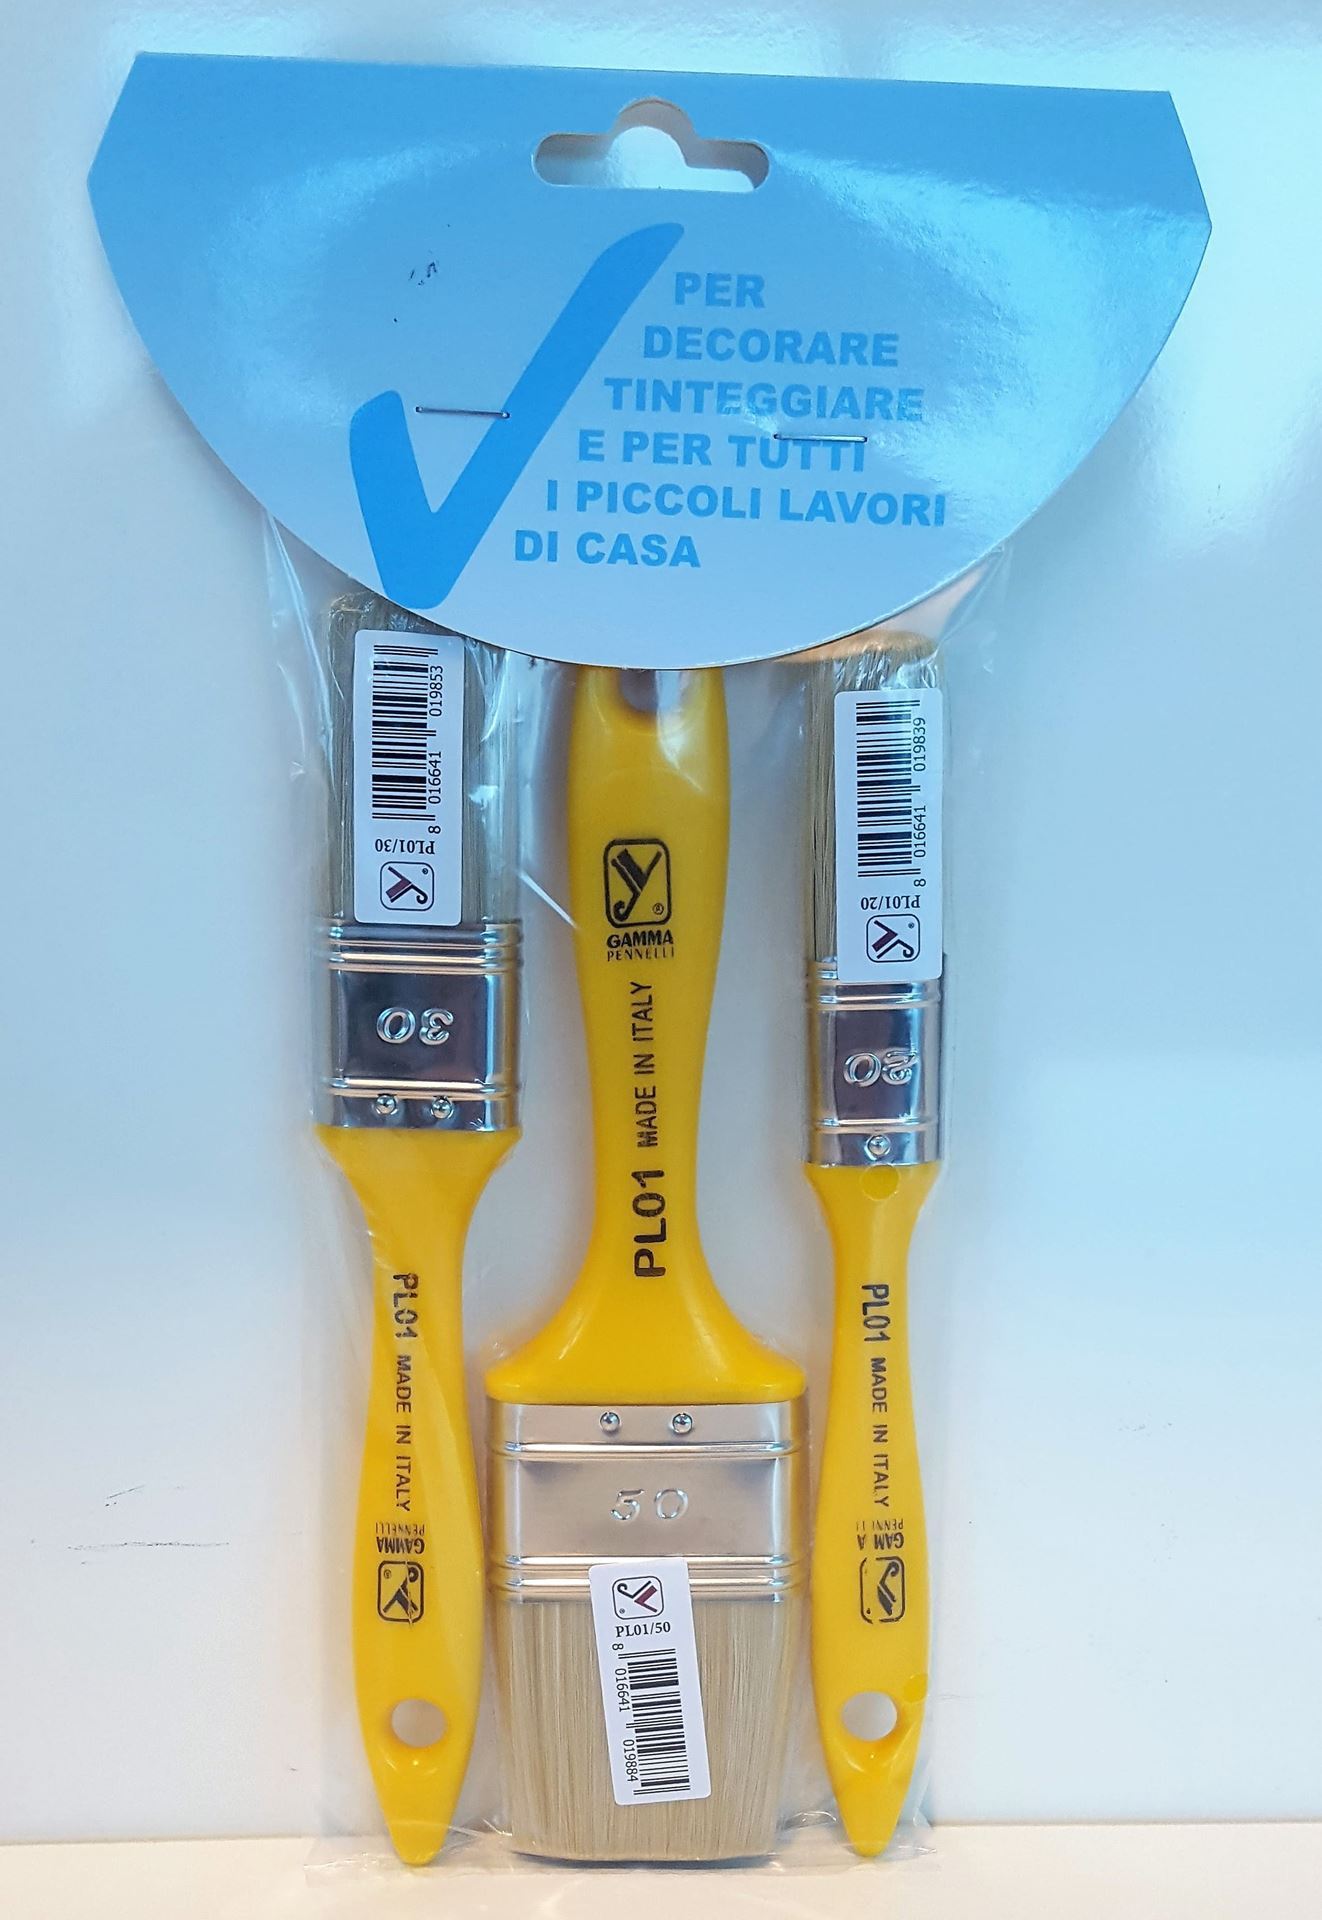 PER
DECORARE
TINTEGGIARE
E PER TUTTI
I PICCOLI LAVORI
DI CASA
8 016641 019853
PL01/30
30
PL01 MADE IN ITALY
GAMMA
PENNELLI
GAMMA
PENNELLI
PL01 MADE IN ITALY
50
PL01/50
8 016641 019884
8 016641 019839
PL01/20
20
PL01 MADE IN ITALY